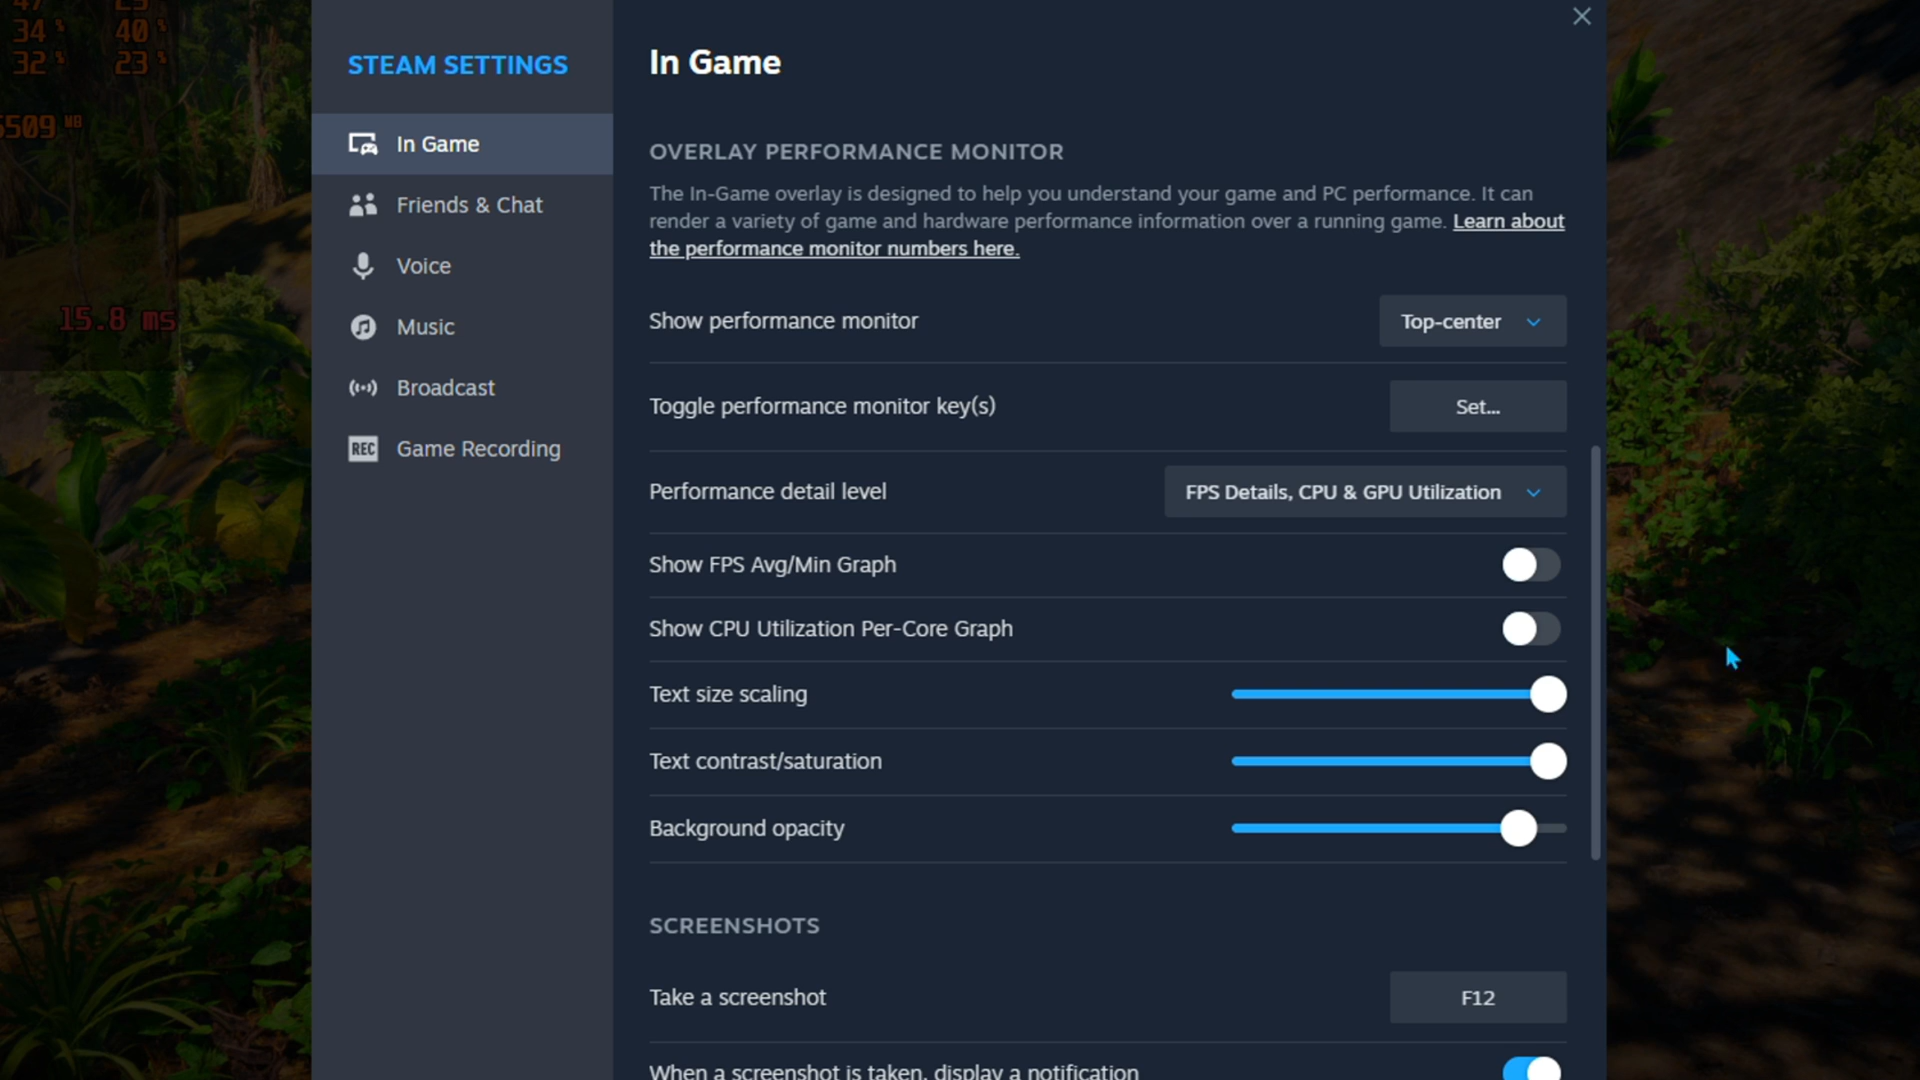 34 % 40 %
32 % 23 %
5509 MB
15.8 ms
STEAM SETTINGS
In Game
Friends & Chat
Voice
Music
Broadcast
REC Game Recording
In Game
OVERLAY PERFORMANCE MONITOR
The In-Game overlay is designed to help you understand your game and PC performance. It can
render a variety of game and hardware performance information over a running game. Learn about
the performance monitor numbers here.
Show performance monitor Top-center
Toggle performance monitor key(s) Set...
Performance detail level FPS Details, CPU & GPU Utilization
Show FPS Avg/Min Graph
Show CPU Utilization Per-Core Graph
Text size scaling
Text contrast/saturation
Background opacity
SCREENSHOTS
Take a screenshot F12
When a screenshot is taken, display a notification